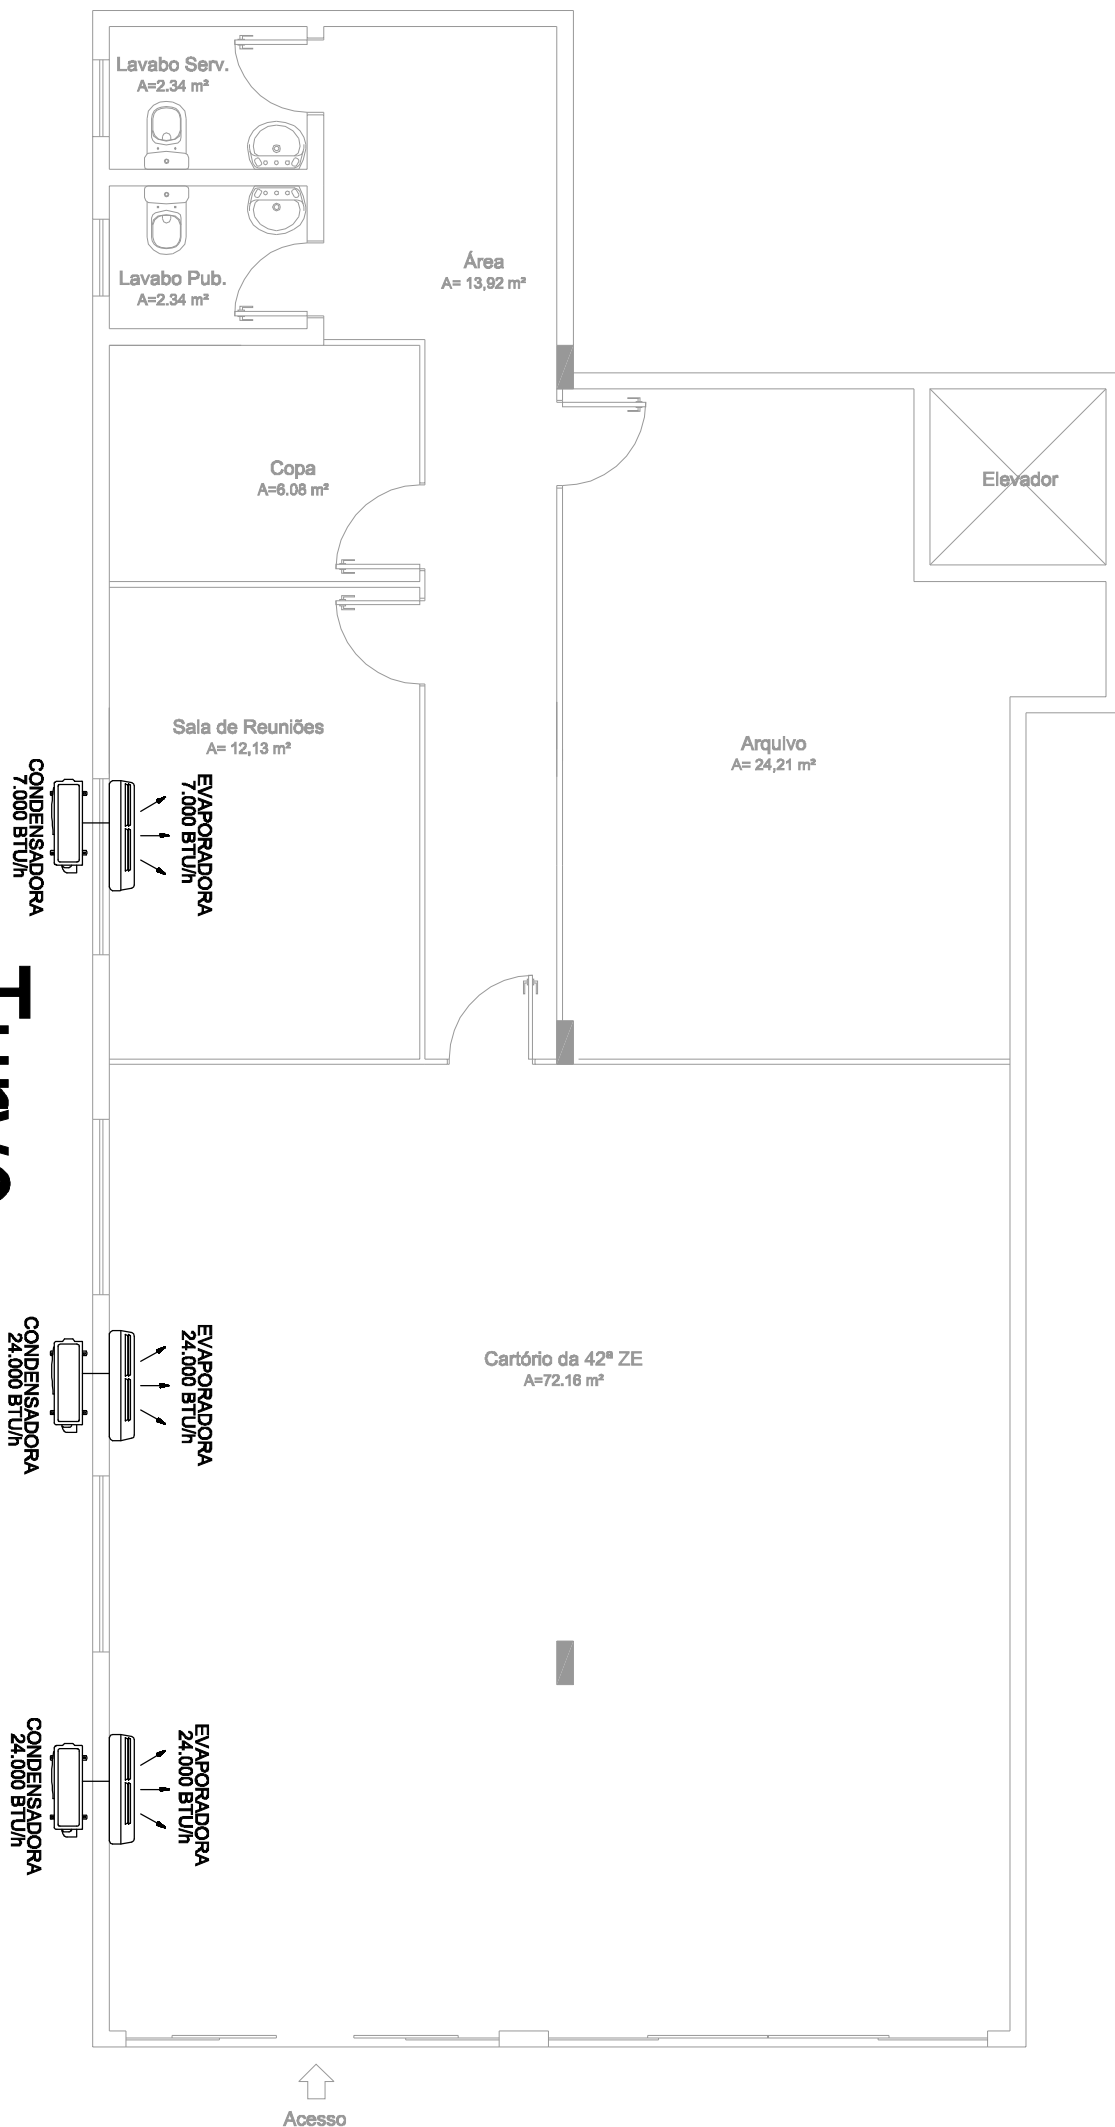 Lavabo Serv.
A=2.34 m²
Lavabo Pub.
A=2.34 m²
Área
A= 13,92 m²
Copa
A=6.08 m²
Elevador
Sala de Reuniões
A= 12,13 m²
Arquivo
A= 24,21 m²
CONDENSADORA
7.000 BTU/h
EVAPORADORA
7.000 BTU/h
CONDENSADORA
24.000 BTU/h
EVAPORADORA
24.000 BTU/h
Cartório da 42ª ZE
A=72.16 m²
CONDENSADORA
24.000 BTU/h
EVAPORADORA
24.000 BTU/h
Acesso